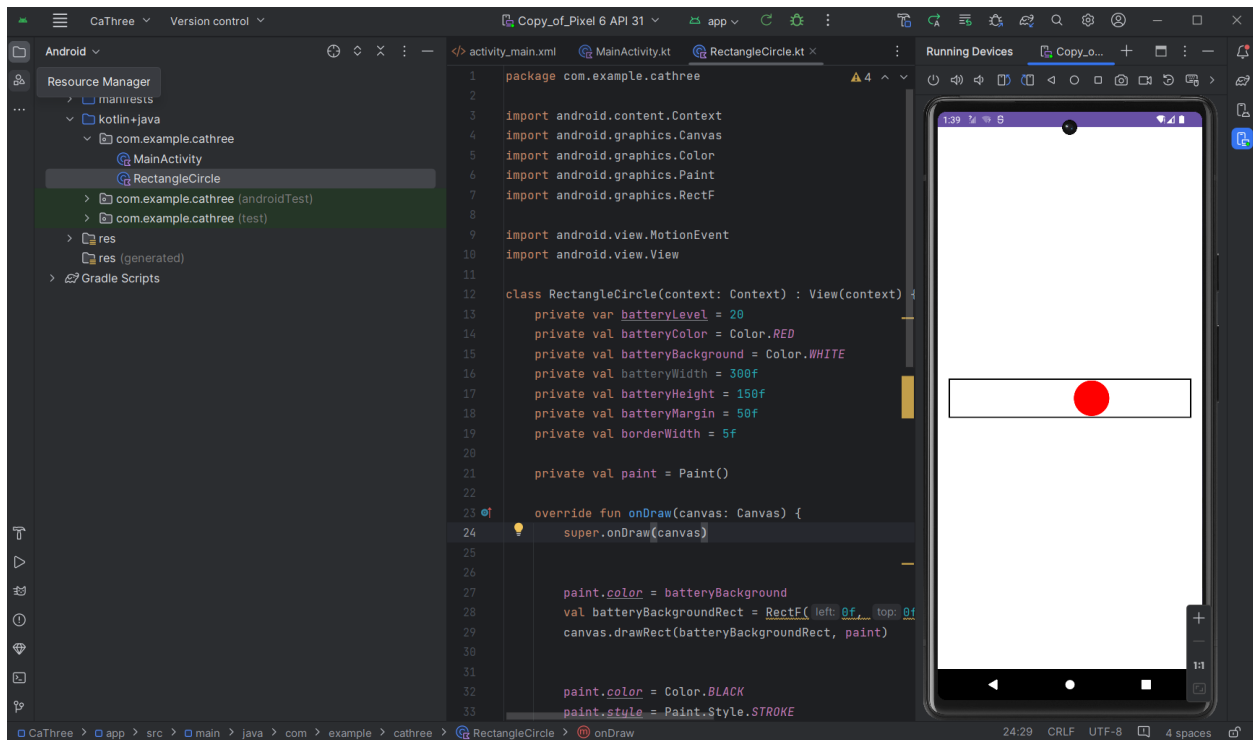 CaThree Version control Copy_of_Pixel 6 API 31 app
Android
Resource Manager
manifests
kotlin+java
com.example.cathree
MainActivity
RectangleCircle
com.example.cathree (androidTest)
com.example.cathree (test)
res
res (generated)
Gradle Scripts
activity_main.xml MainActivity.kt RectangleCircle.kt
4
1 package com.example.cathree
2
3 import android.content.Context
4 import android.graphics.Canvas
5 import android.graphics.Color
6 import android.graphics.Paint
7 import android.graphics.RectF
8
9 import android.view.MotionEvent
10 import android.view.View
11
12 class RectangleCircle(context: Context) : View(context) {
13 private var batteryLevel = 20
14 private val batteryColor = Color.RED
15 private val batteryBackground = Color.WHITE
16 private val batteryWidth = 300f
17 private val batteryHeight = 150f
18 private val batteryMargin = 50f
19 private val borderWidth = 5f
20
21 private val paint = Paint()
22
23 override fun onDraw(canvas: Canvas) {
24 super.onDraw(canvas)
25
26
27 paint.color = batteryBackground
28 val batteryBackgroundRect = RectF( left: 0f, top: 0f
29 canvas.drawRect(batteryBackgroundRect, paint)
30
31
32 paint.color = Color.BLACK
33 paint.style = Paint.Style.STROKE
Running Devices Copy_o...
1:39
1:1
CaThree > app > src > main > java > com > example > cathree > RectangleCircle > onDraw
24:29 CRLF UTF-8 4 spaces